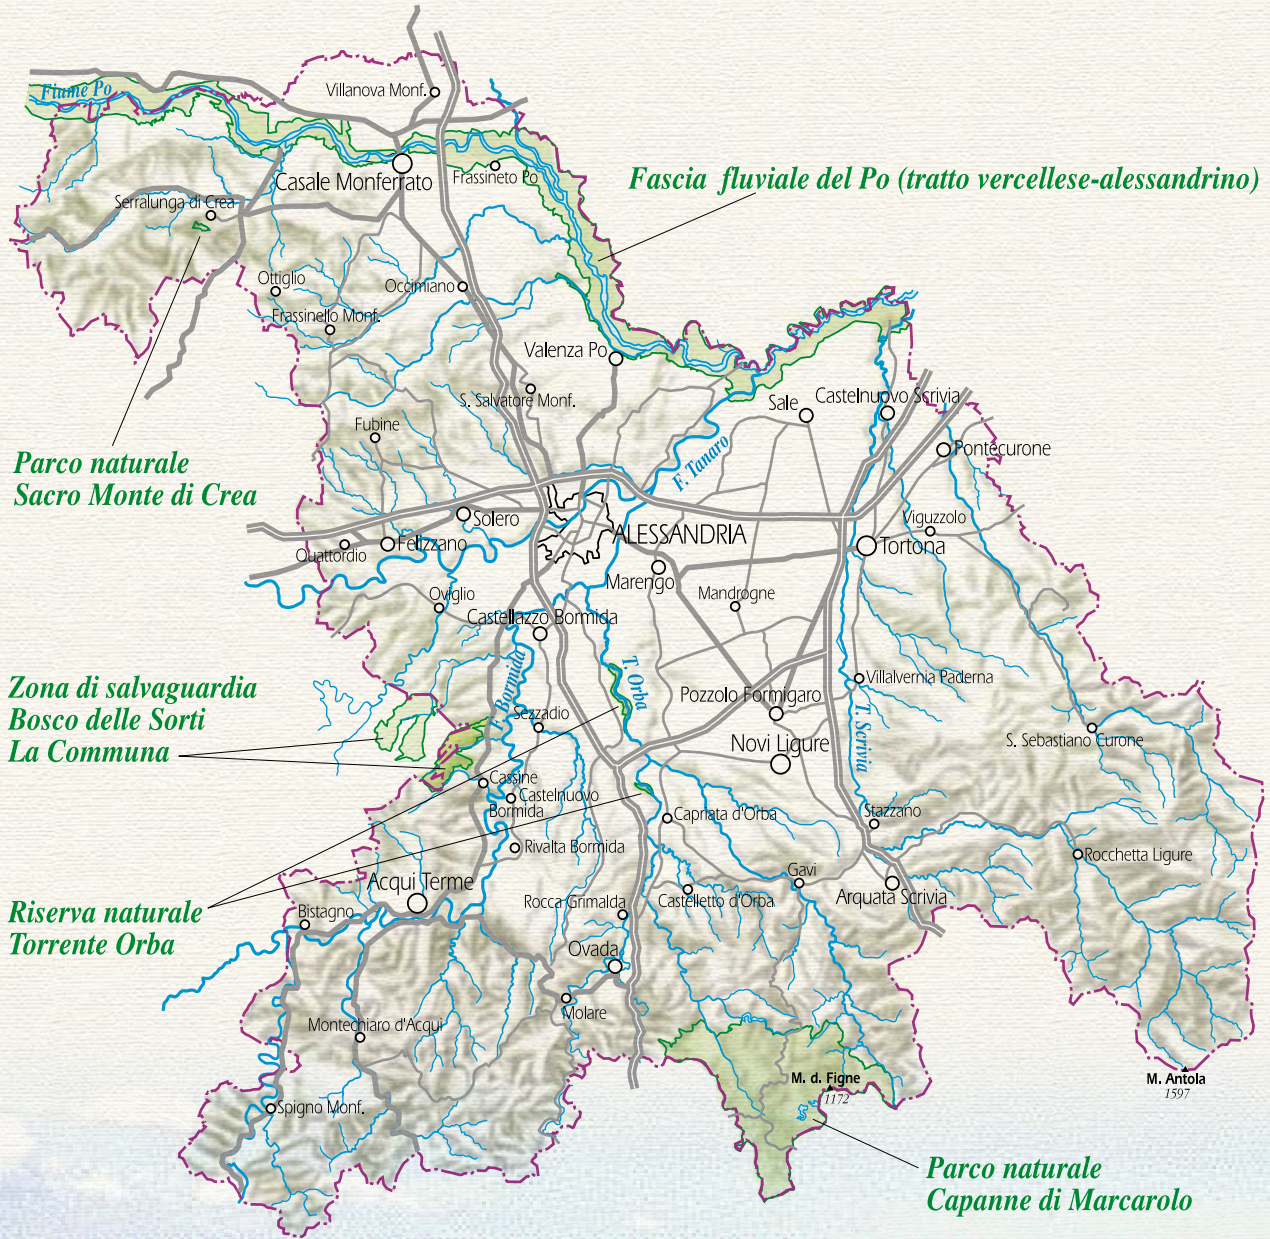 Fiume Po
Villanova Monf.
Casale Monferrato
Frassineto Po
Fascia fluviale del Po (tratto vercellese-alessandrino)
Serralunga di Crea
Ottiglio
Occimiano
Frassinello Monf.
Valenza Po
S. Salvatore Monf.
Sale
Castelnuovo Scrivia
Fubine
F. Tanaro
Pontecurone
Parco naturale
Sacro Monte di Crea
Solero
ALESSANDRIA
Viguzzolo
Quattordio
Felizzano
Tortona
Marengo
Mandrogne
Oviglio
Castellazzo Bormida
F. Bormida
T. Orba
Villalvernia Paderna
Zona di salvaguardia
Bosco delle Sorti
La Communa
Pozzolo Formigaro
Sezzadio
T. Scrivia
S. Sebastiano Curone
Novi Ligure
Cassine
Castelnuovo
Bormida
Capriata d'Orba
Stazzano
Rivalta Bormida
Rocchetta Ligure
Acqui Terme
Gavi
Arquata Scrivia
Castelletto d'Orba
Rocca Grimalda
Riserva naturale
Torrente Orba
Bistagno
Ovada
Molare
Montechiaro d'Acqui
M. d. Figne
1172
M. Antola
1597
Spigno Monf.
Parco naturale
Capanne di Marcarolo